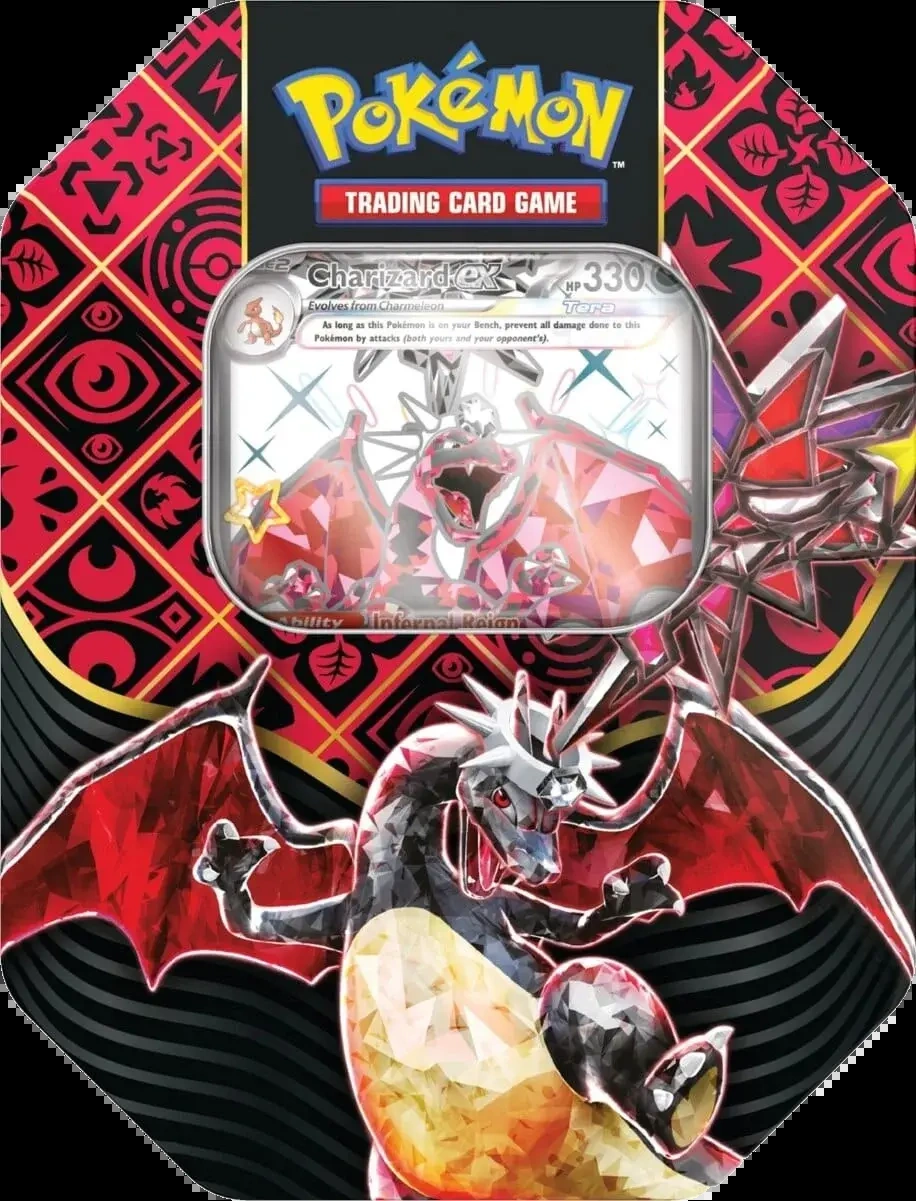 POKéMON
™
TRADING CARD GAME
Charizard ex HP 330
Evolves from Charmeleon Tera
As long as this Pokémon is on your Bench, prevent all damage done to this
Pokémon by attacks (both yours and your opponent's).
Ability Infernal Reign